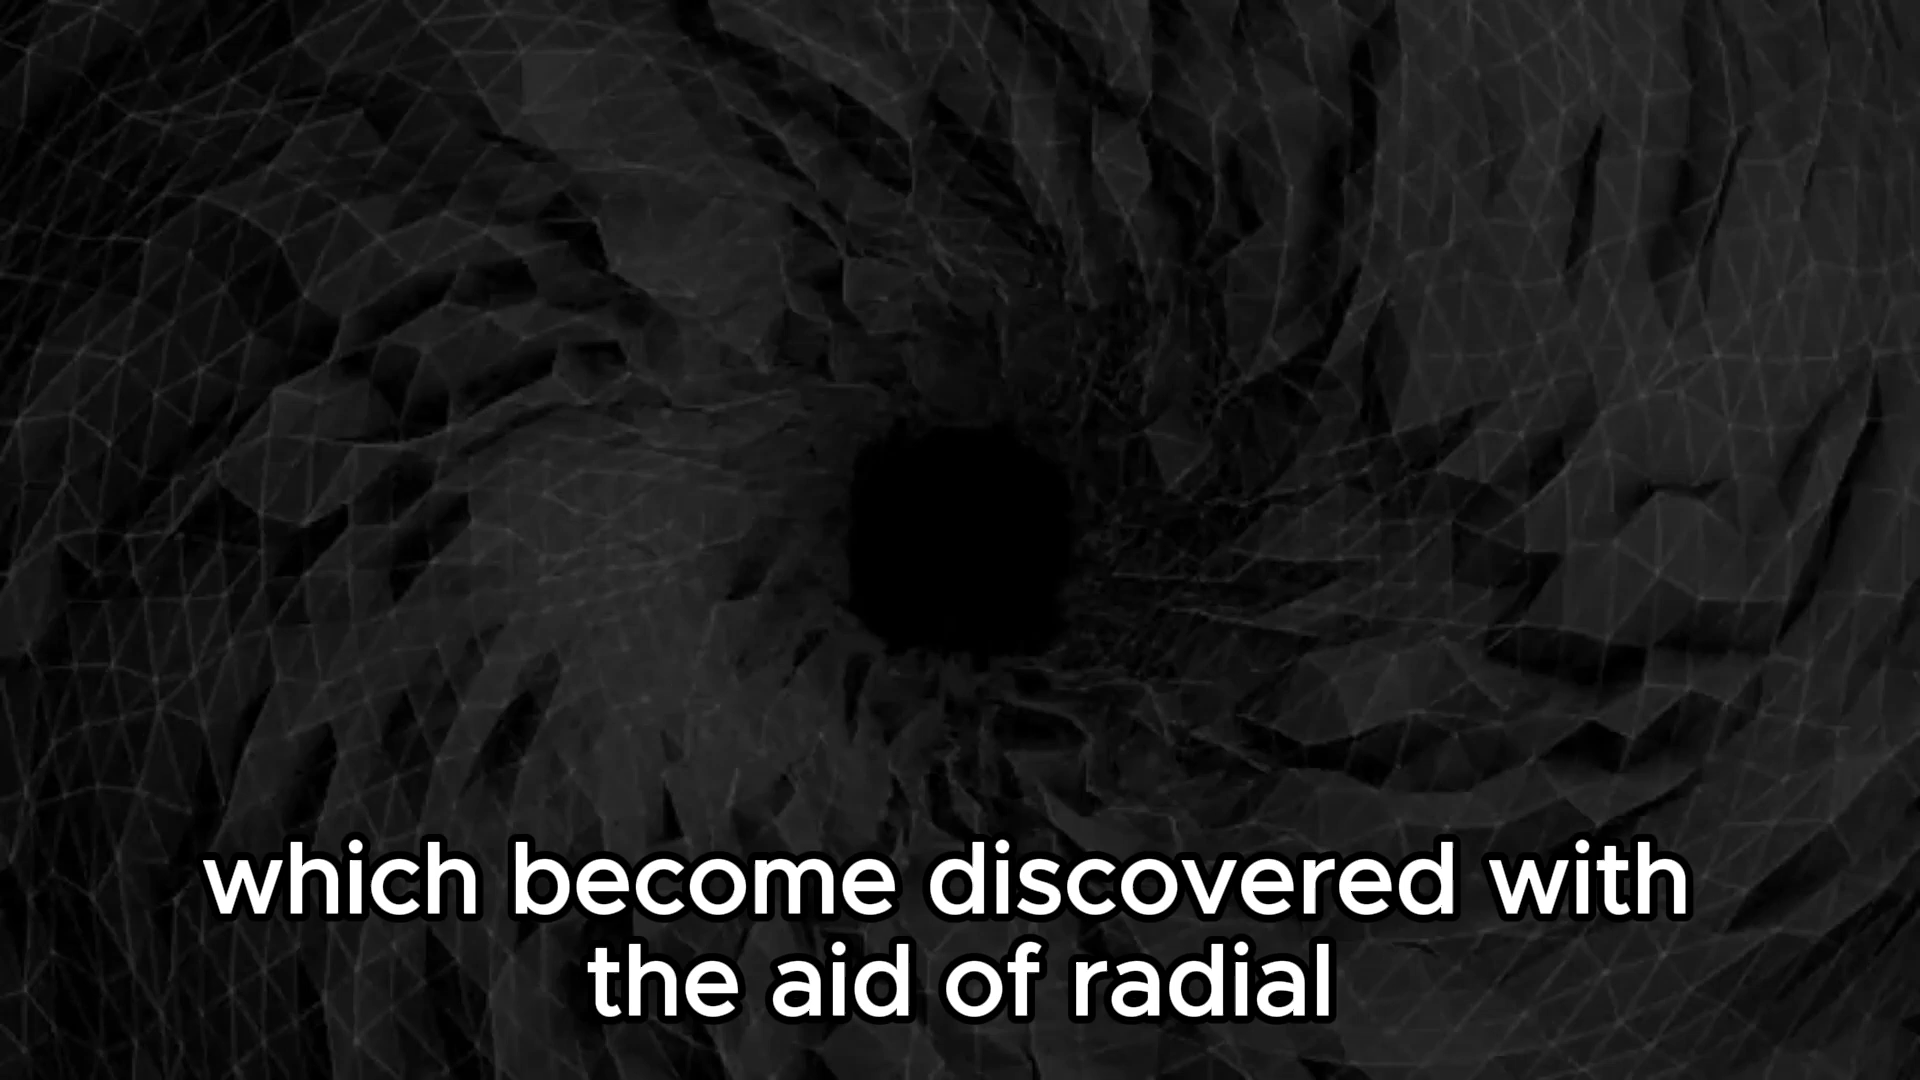 which become discovered with
the aid of radial